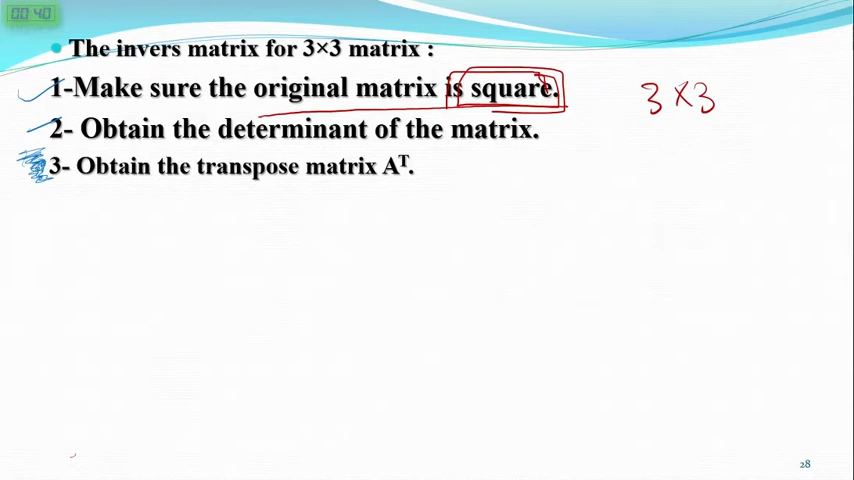 00 40
The invers matrix for 3×3 matrix :
1-Make sure the original matrix is square.
3×3
2- Obtain the determinant of the matrix.
3- Obtain the transpose matrix Aᵀ.
28